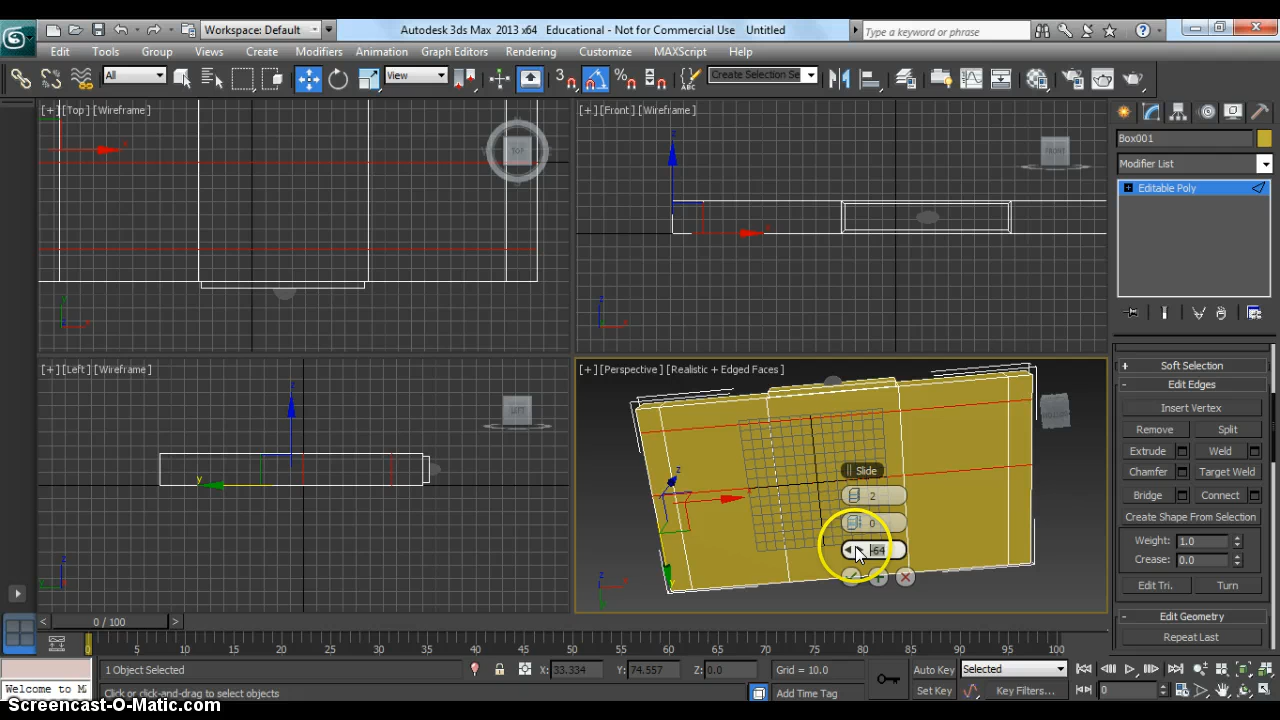 Workspace: Default
Autodesk 3ds Max 2013 x64 Educational - Not for Commercial Use Untitled
Type a keyword or phrase
Edit Tools Group Views Create Modifiers Animation Graph Editors Rendering Customize MAXScript Help
All View 3 Create Selection Se
[+] [Top] [Wireframe]
TOP
x
y
[+] [Front] [Wireframe]
FRONT
z
x
[+] [Left] [Wireframe]
LEFT
z
y
[+] [Perspective] [Realistic + Edged Faces]
z
y
Slide
2
0
-64
Box001
Modifier List
Editable Poly
+ Soft Selection
- Edit Edges
Insert Vertex
Remove Split
Extrude Weld
Chamfer Target Weld
Bridge Connect
Create Shape From Selection
Weight: 1.0
Crease: 0.0
Edit Tri. Turn
- Edit Geometry
Repeat Last
< 0 / 100 >
0 5 10 15 20 25 30 35 40 45 50 55 60 65 70 75 80 85 90 95 100
1 Object Selected X: 33.334 Y: 74.557 Z: 0.0 Grid = 10.0 Auto Key Selected
Welcome to M Click or click-and-drag to select objects Add Time Tag Set Key Key Filters... 0
Screencast-O-Matic.com